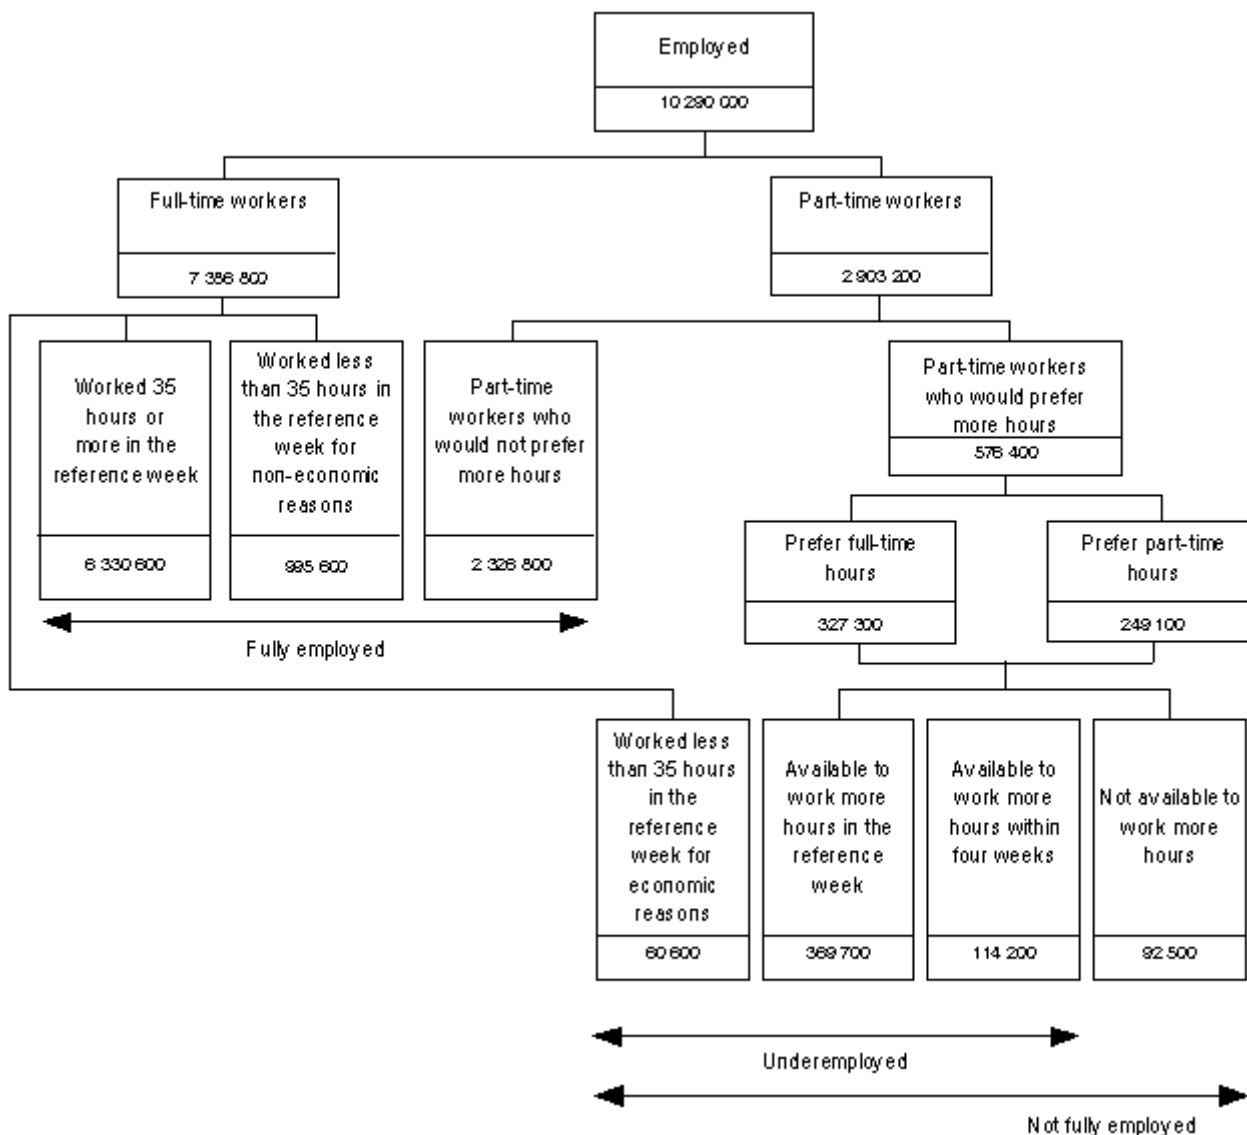 Employed
10 290 000
Full-time workers
7 386 800
Part-time workers
2 903 200
Worked 35
hours or
more in the
reference week
6 330 600
Worked less
than 35 hours in
the reference
week for
non-economic
reasons
995 600
Part-time
workers who
would not prefer
more hours
2 326 800
Part-time workers
who would prefer
more hours
576 400
Fully employed
Prefer full-time
hours
327 300
Prefer part-time
hours
249 100
Worked less
than 35 hours
in the
reference
week for
economic
reasons
60 600
Available to
work more
hours in the
reference
week
369 700
Available to
work more
hours within
four weeks
114 200
Not available to
work more
hours
92 500
Underemployed
Not fully employed